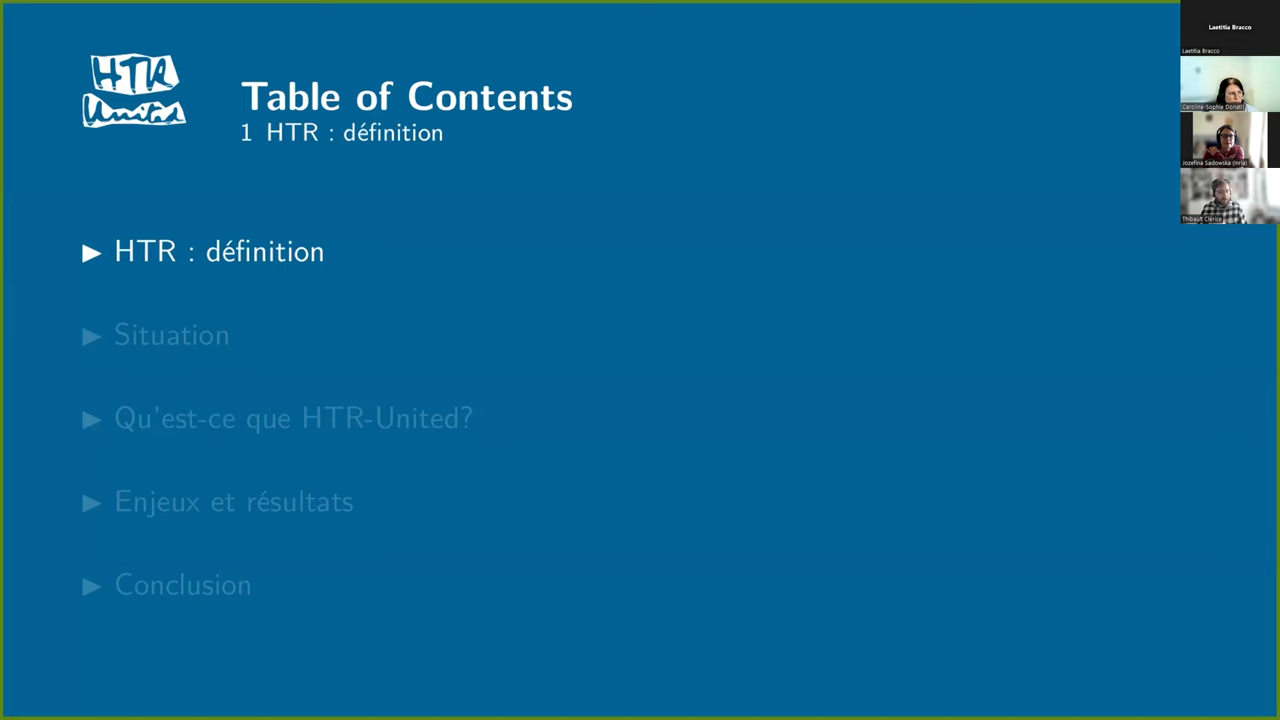 HTR
United
Table of Contents
1 HTR : définition
▶ HTR : définition
▶ Situation
▶ Qu'est-ce que HTR-United?
▶ Enjeux et résultats
▶ Conclusion
Laetitia Bracco
Laetitia Bracco
Caroline-Sophie Donati
Jozefina Sadowska (Inria)
Thibault Clérice